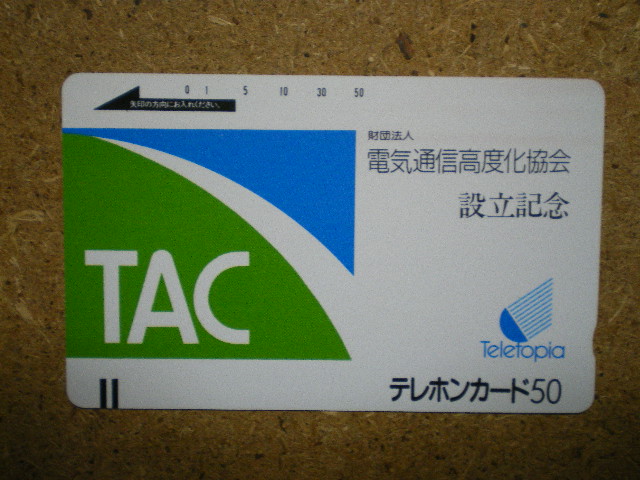 0 1 5 10 30 50
矢印の方向にお入れください。
財団法人
電気通信高度化協会
設立記念
TAC
Teletopia
テレホンカード50